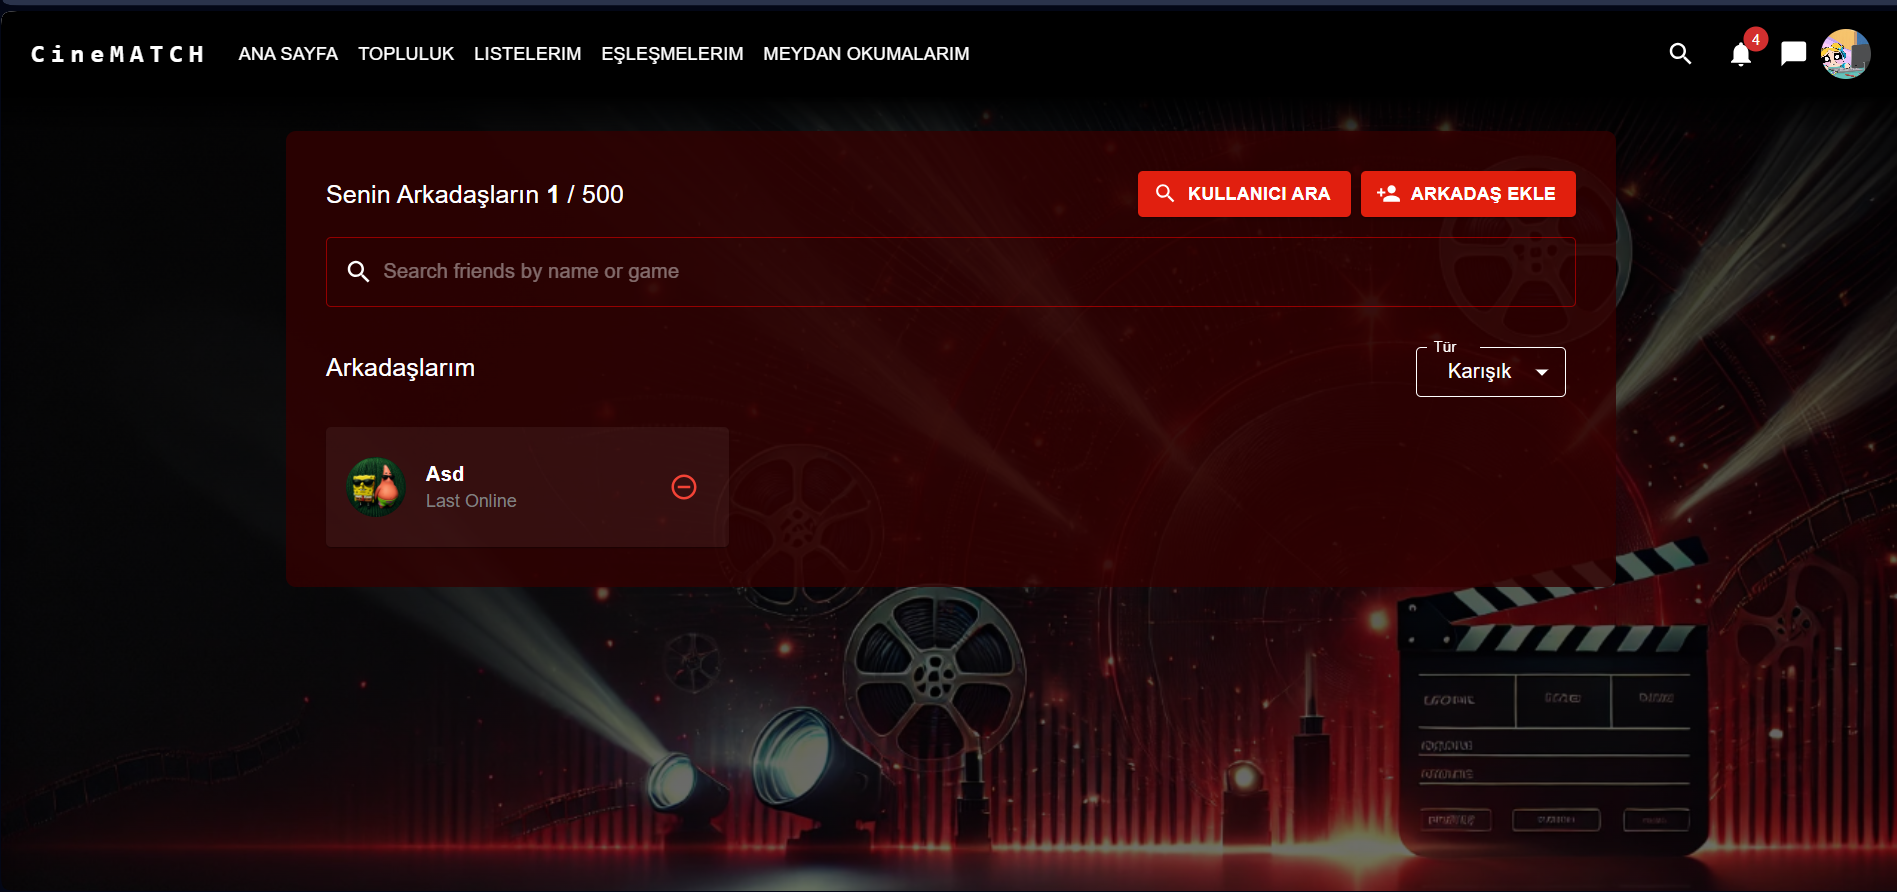 CineMATCH ANA SAYFA TOPLULUK LISTELERIM EŞLEŞMELERIM MEYDAN OKUMALARIM 4
Senin Arkadaşların 1 / 500 KULLANICI ARA ARKADAŞ EKLE
Search friends by name or game
Arkadaşlarım
Tür
Karışık
Asd
Last Online